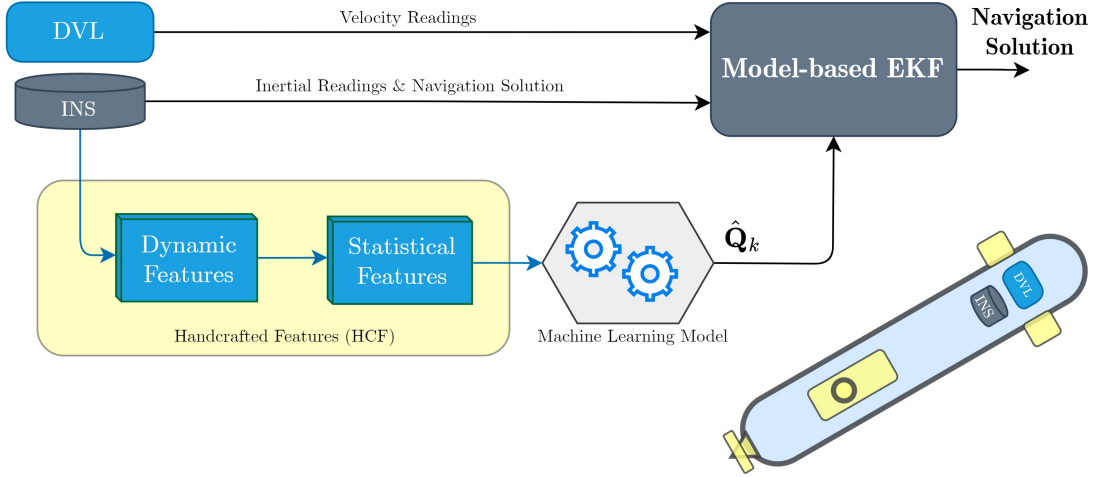 DVL
Velocity Readings
Navigation
Solution
Model-based EKF
INS
Inertial Readings & Navigation Solution
Dynamic
Features
Statistical
Features
Handcrafted Features (HCF)
Machine Learning Model
Q̂ₖ
DVL
INS